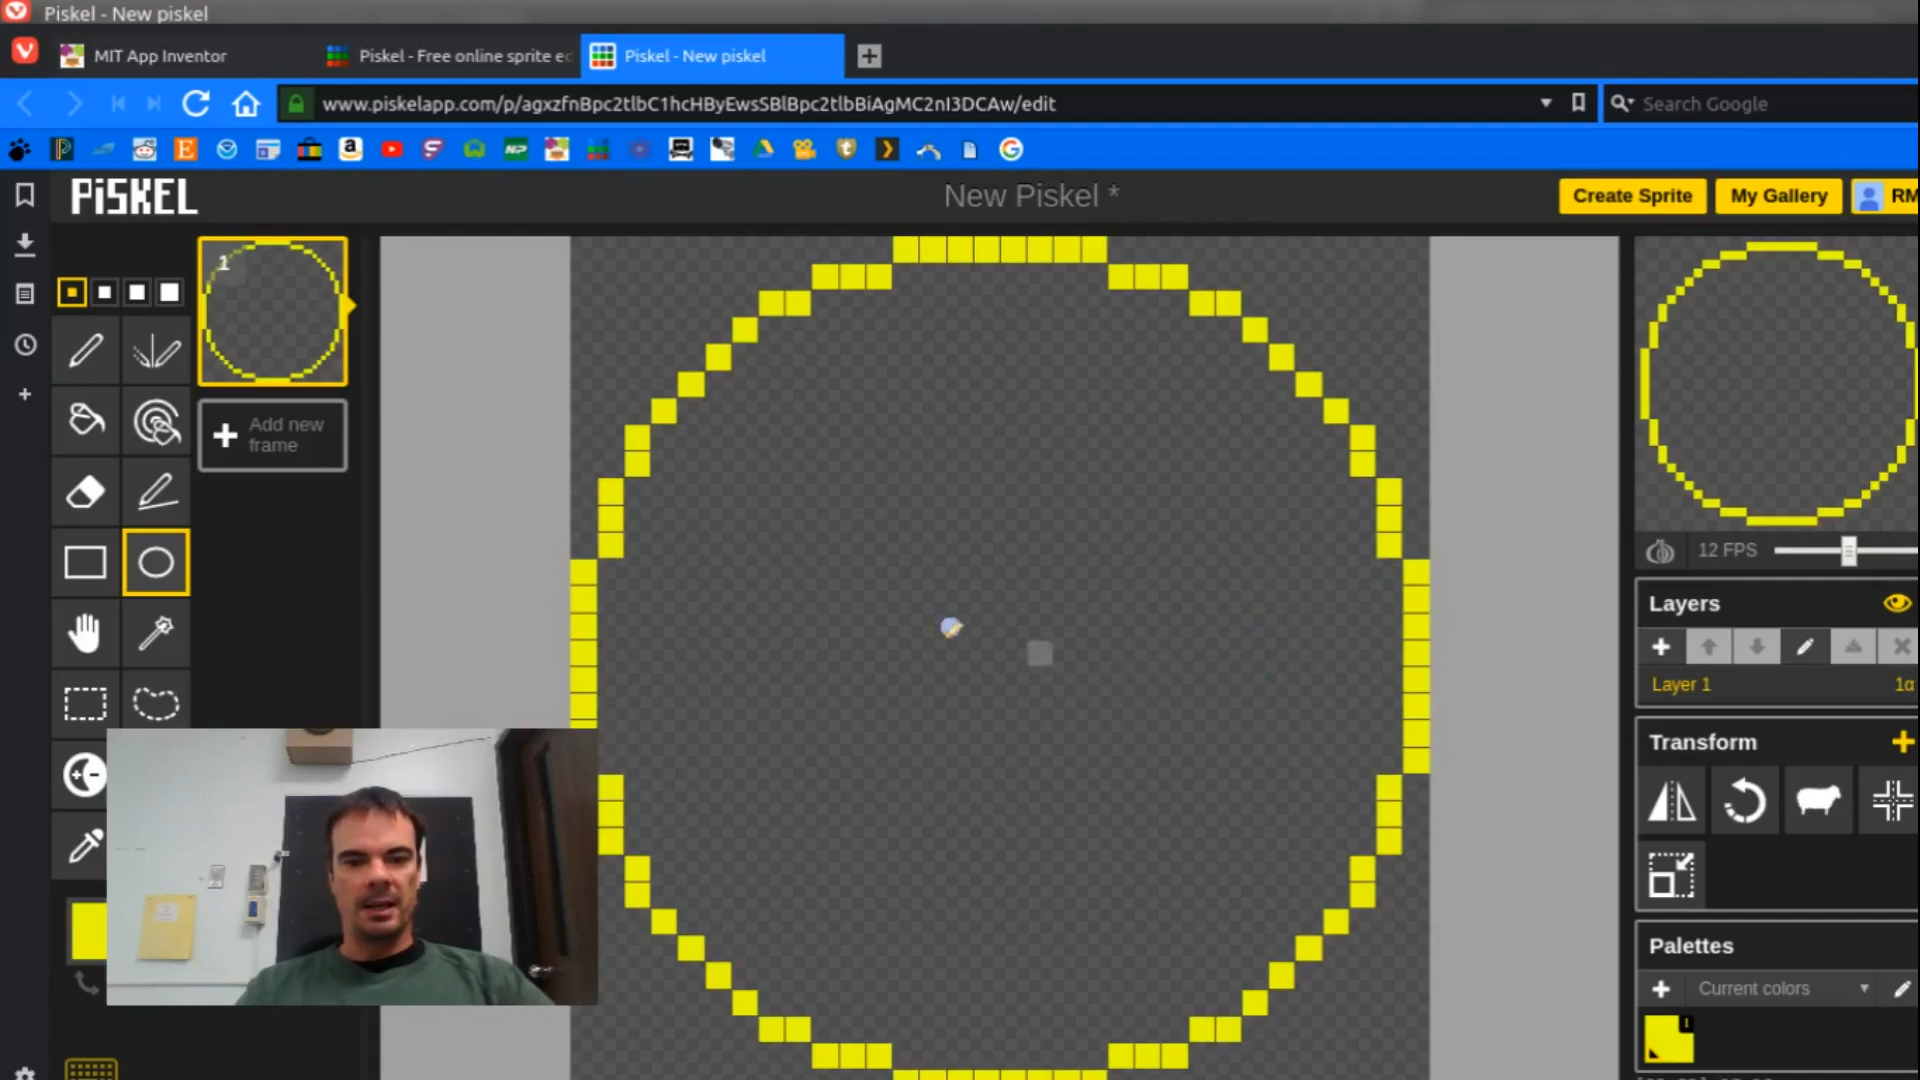 Piskel - New piskel
MIT App Inventor
Piskel - Free online sprite ec
Piskel - New piskel
www.piskelapp.com/p/agxzfnBpc2tlbC1hcHByEwsSBlBpc2tlbBiAgMC2nI3DCAw/edit
Search Google
PiSKEL
New Piskel *
Create Sprite
My Gallery
RM
1
Add new
frame
12 FPS
Layers
Layer 1
1α
Transform
Palettes
Current colors
1